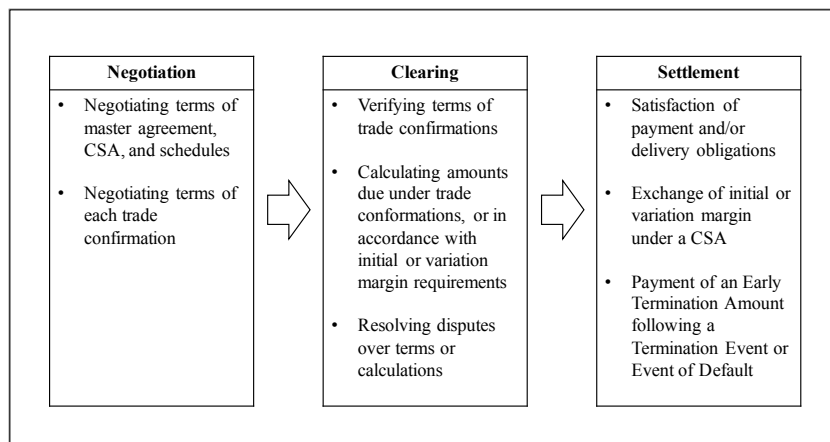 Negotiation
• Negotiating terms of
master agreement,
CSA, and schedules
• Negotiating terms of
each trade
confirmation
Clearing
• Verifying terms of
trade confirmations
• Calculating amounts
due under trade
conformations, or in
accordance with
initial or variation
margin requirements
• Resolving disputes
over terms or
calculations
Settlement
• Satisfaction of
payment and/or
delivery obligations
• Exchange of initial or
variation margin
under a CSA
• Payment of an Early
Termination Amount
following a
Termination Event or
Event of Default